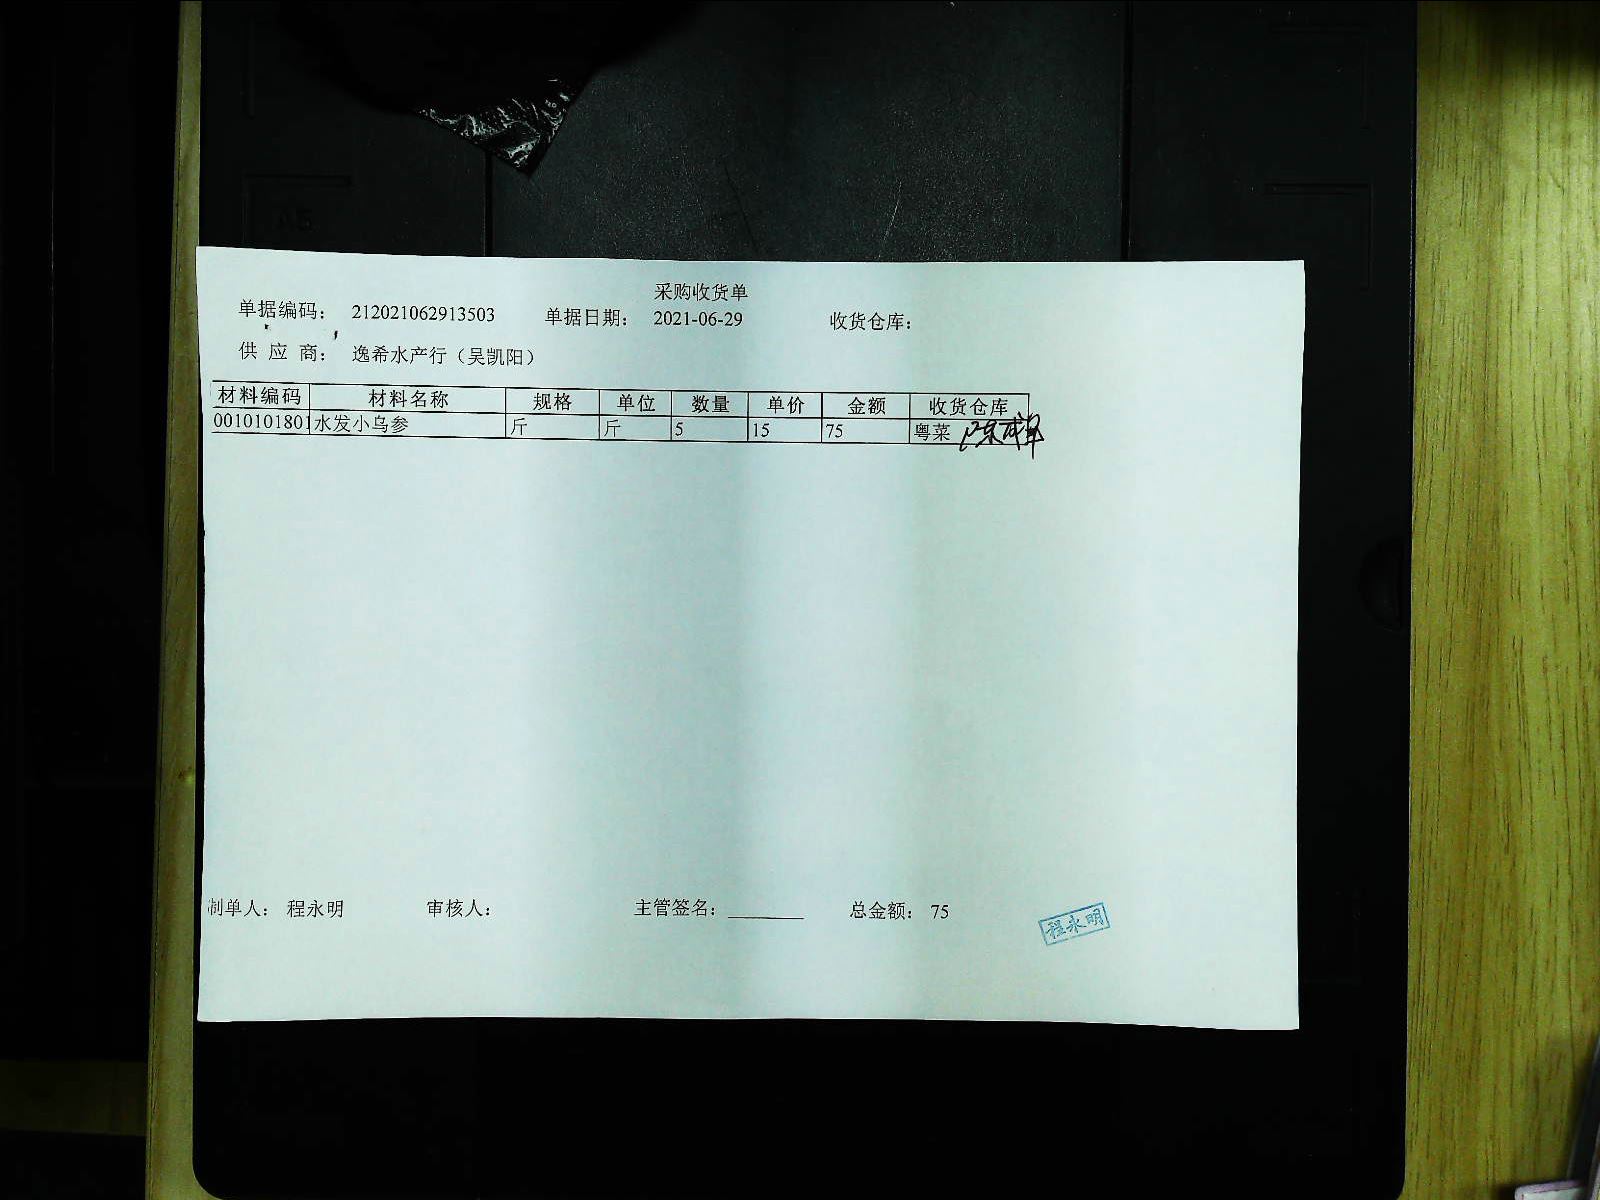 采购收货单
单据编码： 212021062913503 单据日期： 2021-06-29 收货仓库：
供 应 商： 逸希水产行（吴凯阳）
材料编码 材料名称 规格 单位 数量 单价 金额 收货仓库
0010101801 水发小乌参 斤 斤 5 15 75 粤菜
制单人： 程永明 审核人： 主管签名： 总金额： 75
程永明